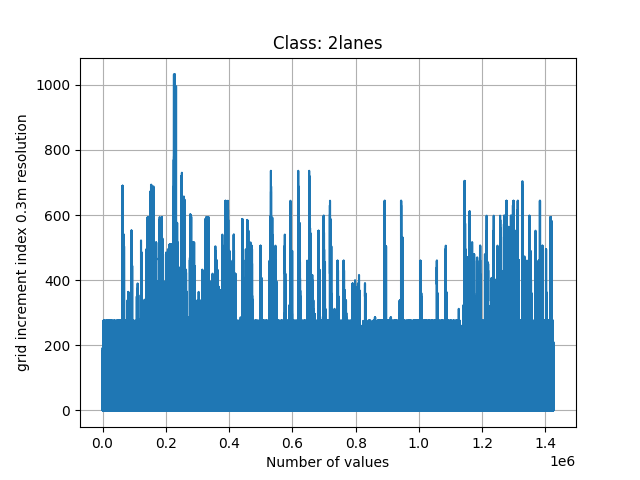 Class: 2lanes
grid increment index 0.3m resolution
1000
800
600
400
200
0
0.0 0.2 0.4 0.6 0.8 1.0 1.2 1.4
1e6
Number of values